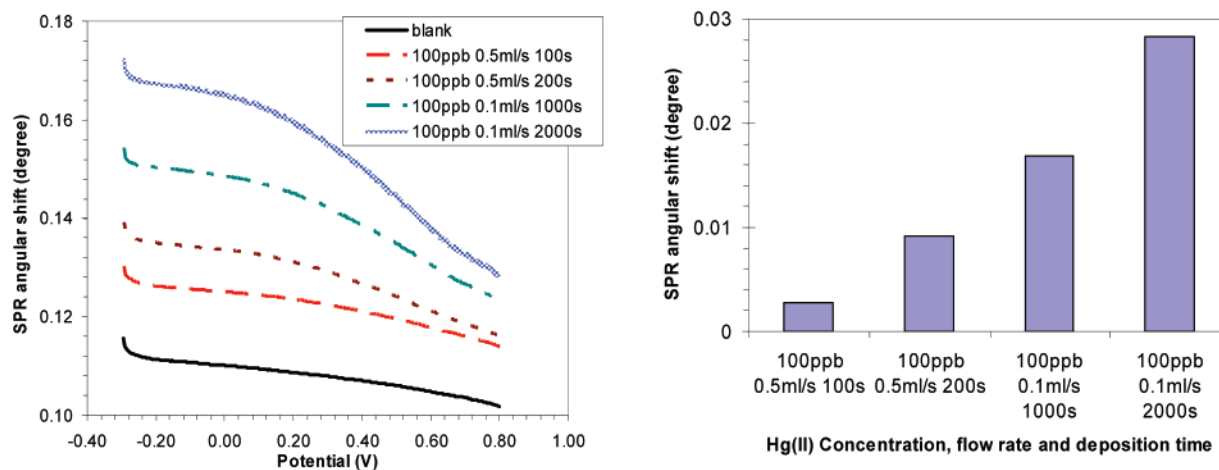 SPR angular shift (degree)
0.18
0.16
0.14
0.12
0.10
-0.40
-0.20
0.00
0.20
0.40
0.60
0.80
1.00
Potential (V)
blank
100ppb 0.5ml/s 100s
100ppb 0.5ml/s 200s
100ppb 0.1ml/s 1000s
100ppb 0.1ml/s 2000s
SPR angular shift (degree)
0.03
0.02
0.01
0
100ppb
0.5ml/s 100s
100ppb
0.5ml/s 200s
100ppb
0.1ml/s
1000s
100ppb
0.1ml/s
2000s
Hg(II) Concentration, flow rate and deposition time